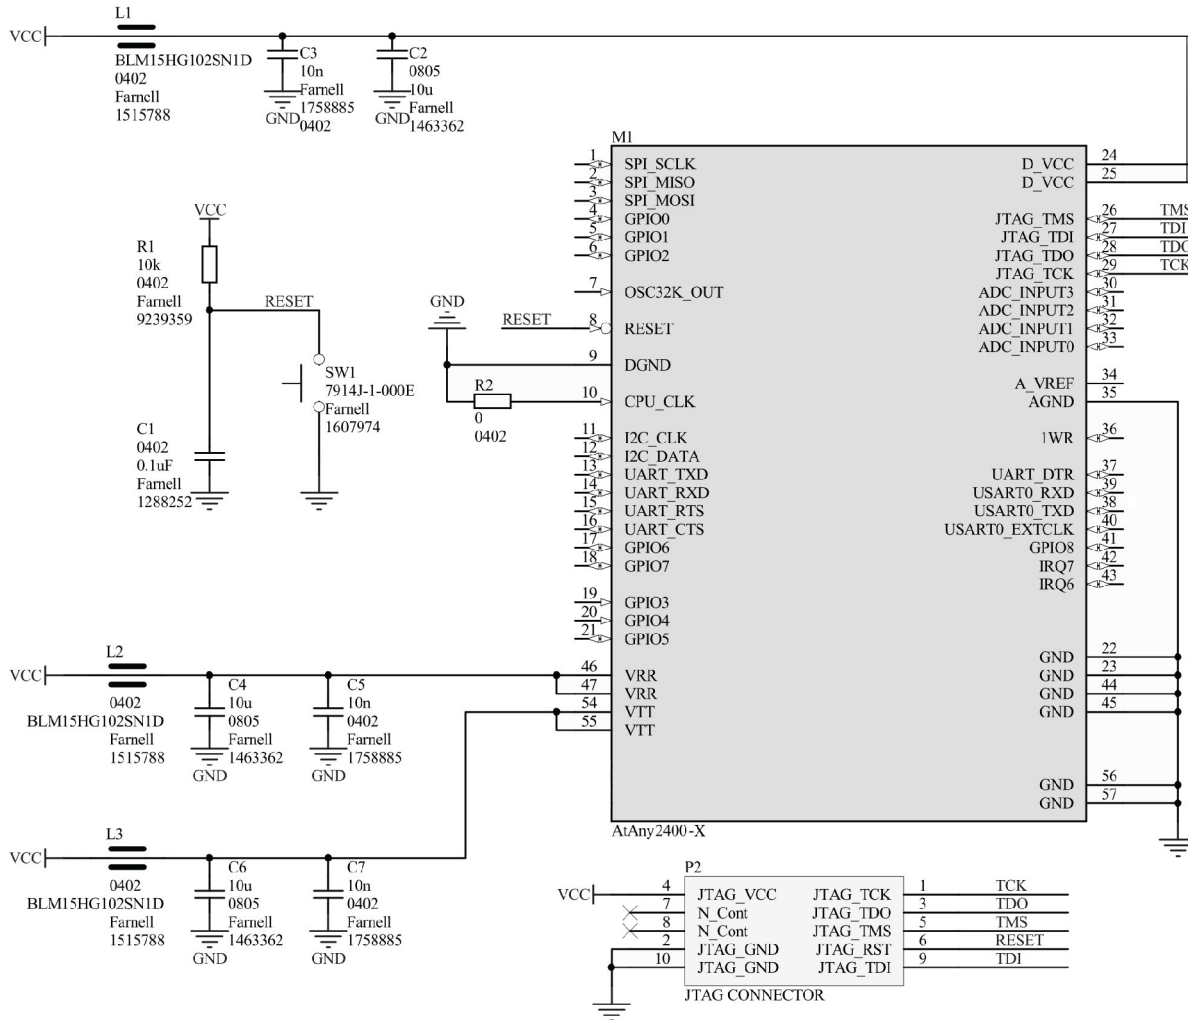 L1
VCC
BLM15HG102SN1D
0402
Farnell
1515788
C3
10n
Farnell
1758885
0402
GND
C2
0805
10u
Farnell
1463362
GND
VCC
R1
10k
0402
Farnell
9239359
RESET
SW1
7914J-1-000E
Farnell
1607974
C1
0402
0.1uF
Farnell
1288252
GND
RESET
R2
0
0402
M1
1 SPI_SCLK
2 SPI_MISO
3 SPI_MOSI
4 GPIO0
5 GPIO1
6 GPIO2
7 OSC32K_OUT
8 RESET
9 DGND
10 CPU_CLK
11 I2C_CLK
12 I2C_DATA
13 UART_TXD
14 UART_RXD
15 UART_RTS
16 UART_CTS
17 GPIO6
18 GPIO7
19 GPIO3
20 GPIO4
21 GPIO5
46 VRR
47 VRR
54 VTT
55 VTT
D_VCC 24
D_VCC 25
JTAG_TMS 26 TMS
JTAG_TDI 27 TDI
JTAG_TDO 28 TDO
JTAG_TCK 29 TCK
ADC_INPUT3 30
ADC_INPUT2 31
ADC_INPUT1 32
ADC_INPUT0 33
A_VREF 34
AGND 35
1WR 36
UART_DTR 37
USART0_RXD 39
USART0_TXD 38
USART0_EXTCLK 40
GPIO8 41
IRQ7 42
IRQ6 43
GND 22
GND 23
GND 44
GND 45
GND 56
GND 57
AtAny2400-X
L2
VCC
0402
BLM15HG102SN1D
Farnell
1515788
C4
10u
0805
Farnell
1463362
GND
C5
10n
0402
Farnell
1758885
GND
L3
VCC
0402
BLM15HG102SN1D
Farnell
1515788
C6
10u
0805
Farnell
1463362
GND
C7
10n
0402
Farnell
1758885
GND
P2
VCC 4 JTAG_VCC JTAG_TCK 1 TCK
7 N_Cont JTAG_TDO 3 TDO
8 N_Cont JTAG_TMS 5 TMS
2 JTAG_GND JTAG_RST 6 RESET
10 JTAG_GND JTAG_TDI 9 TDI
JTAG CONNECTOR